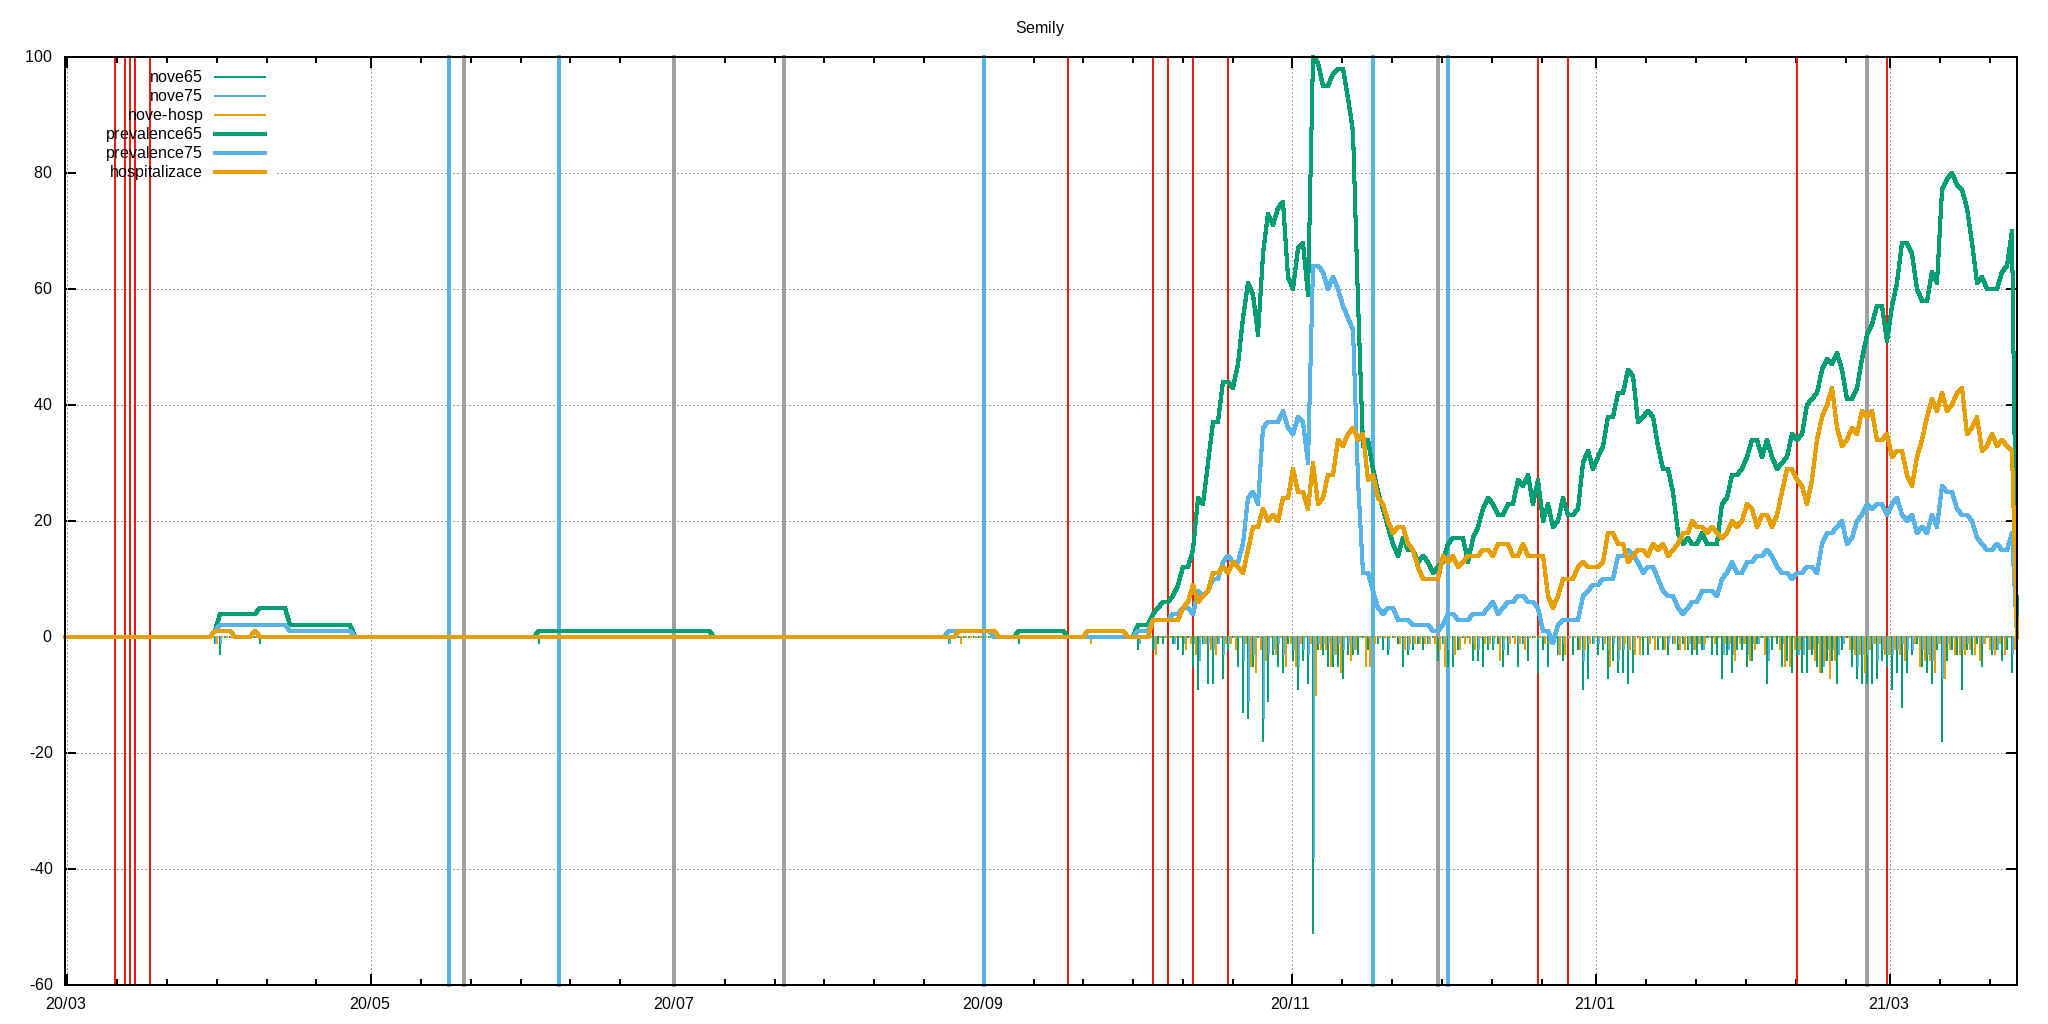 Semily
100
80
60
40
20
0
-20
-40
-60
nove65
nove75
nove-hosp
prevalence65
prevalence75
hospitalizace
20/03 20/05 20/07 20/09 20/11 21/01 21/03